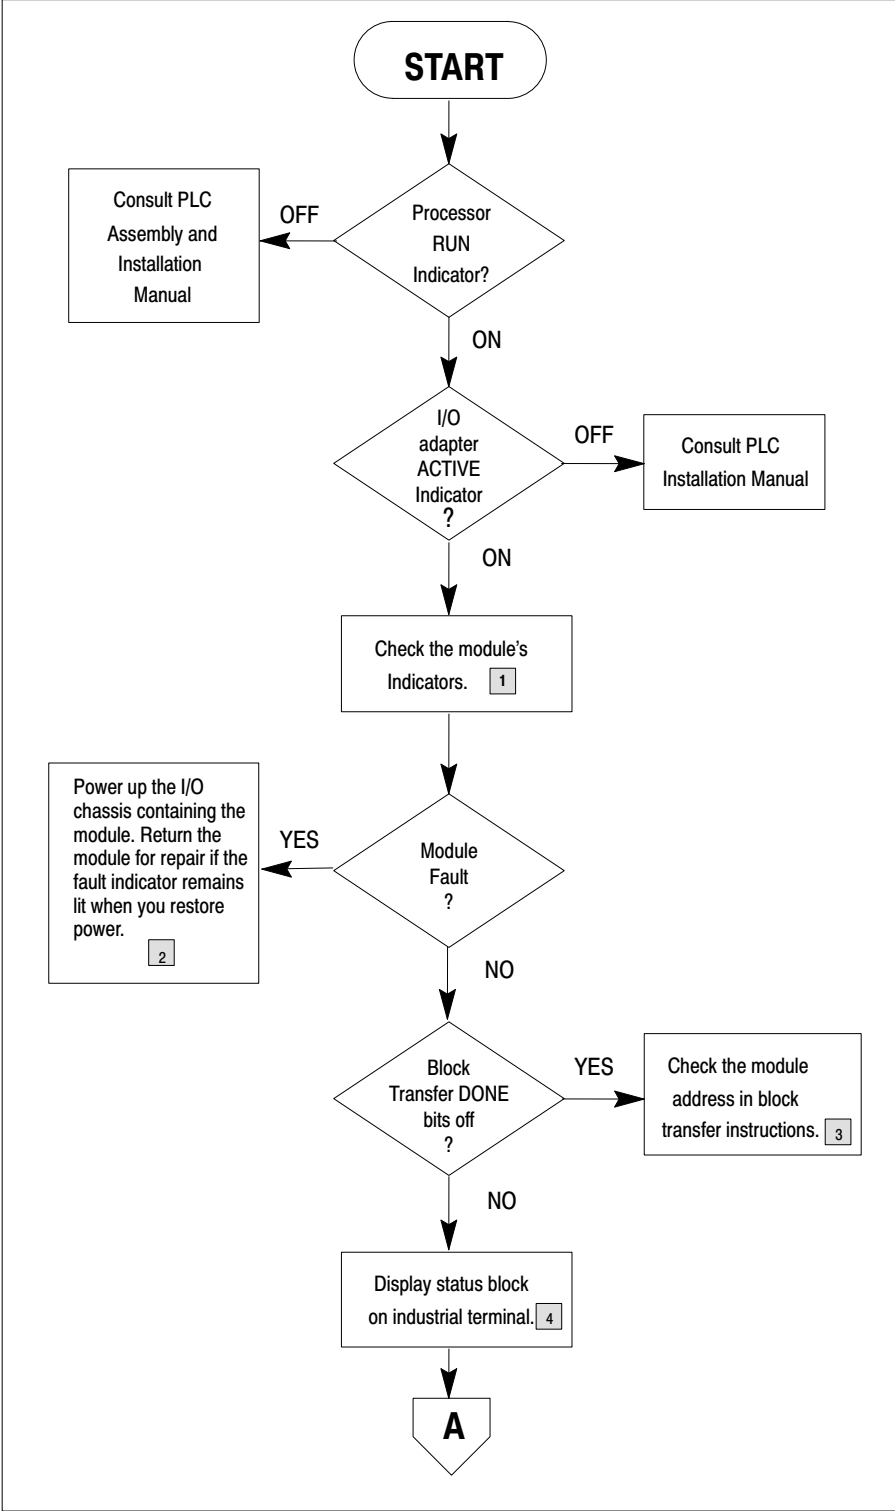 START
Consult PLC
Assembly and
Installation
Manual
OFF
Processor
RUN
Indicator?
ON
I/O
adapter
ACTIVE
Indicator
?
OFF
Consult PLC
Installation Manual
ON
Check the module's
Indicators. 1
Power up the I/O
chassis containing the
module. Return the
module for repair if the
fault indicator remains
lit when you restore
power.
2
YES
Module
Fault
?
NO
Block
Transfer DONE
bits off
?
YES
Check the module
address in block
transfer instructions. 3
NO
Display status block
on industrial terminal. 4
A